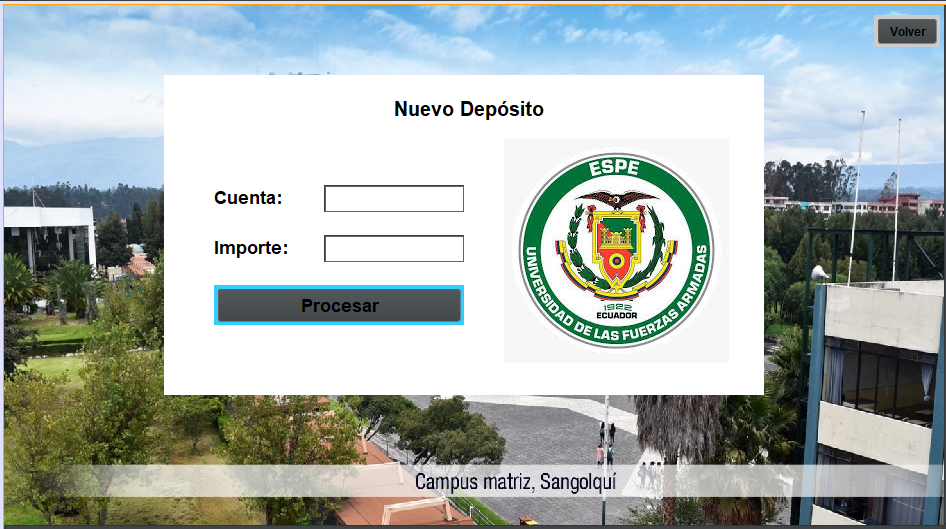 Volver
Nuevo Depósito
Cuenta:
Importe:
Procesar
ESPE
UNIVERSIDAD DE LAS FUERZAS ARMADAS
1922
ECUADOR
Campus matriz, Sangolquí